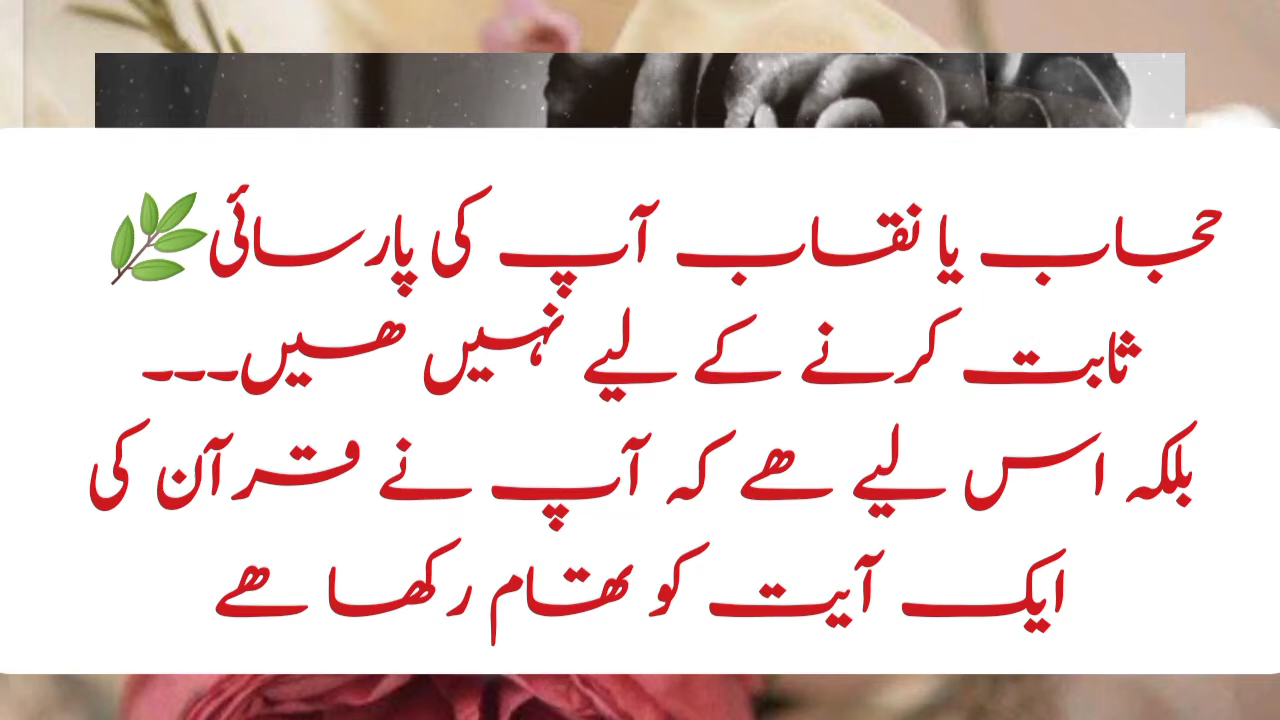 حجاب یا نقاب آپ کی پارسائی🌿
ثابت کرنے کے لیے نہیں ھیں۔۔۔
بلکہ اس لیے ھے کہ آپ نے قرآن کی
ایک آیت کو تھام رکھا ھے